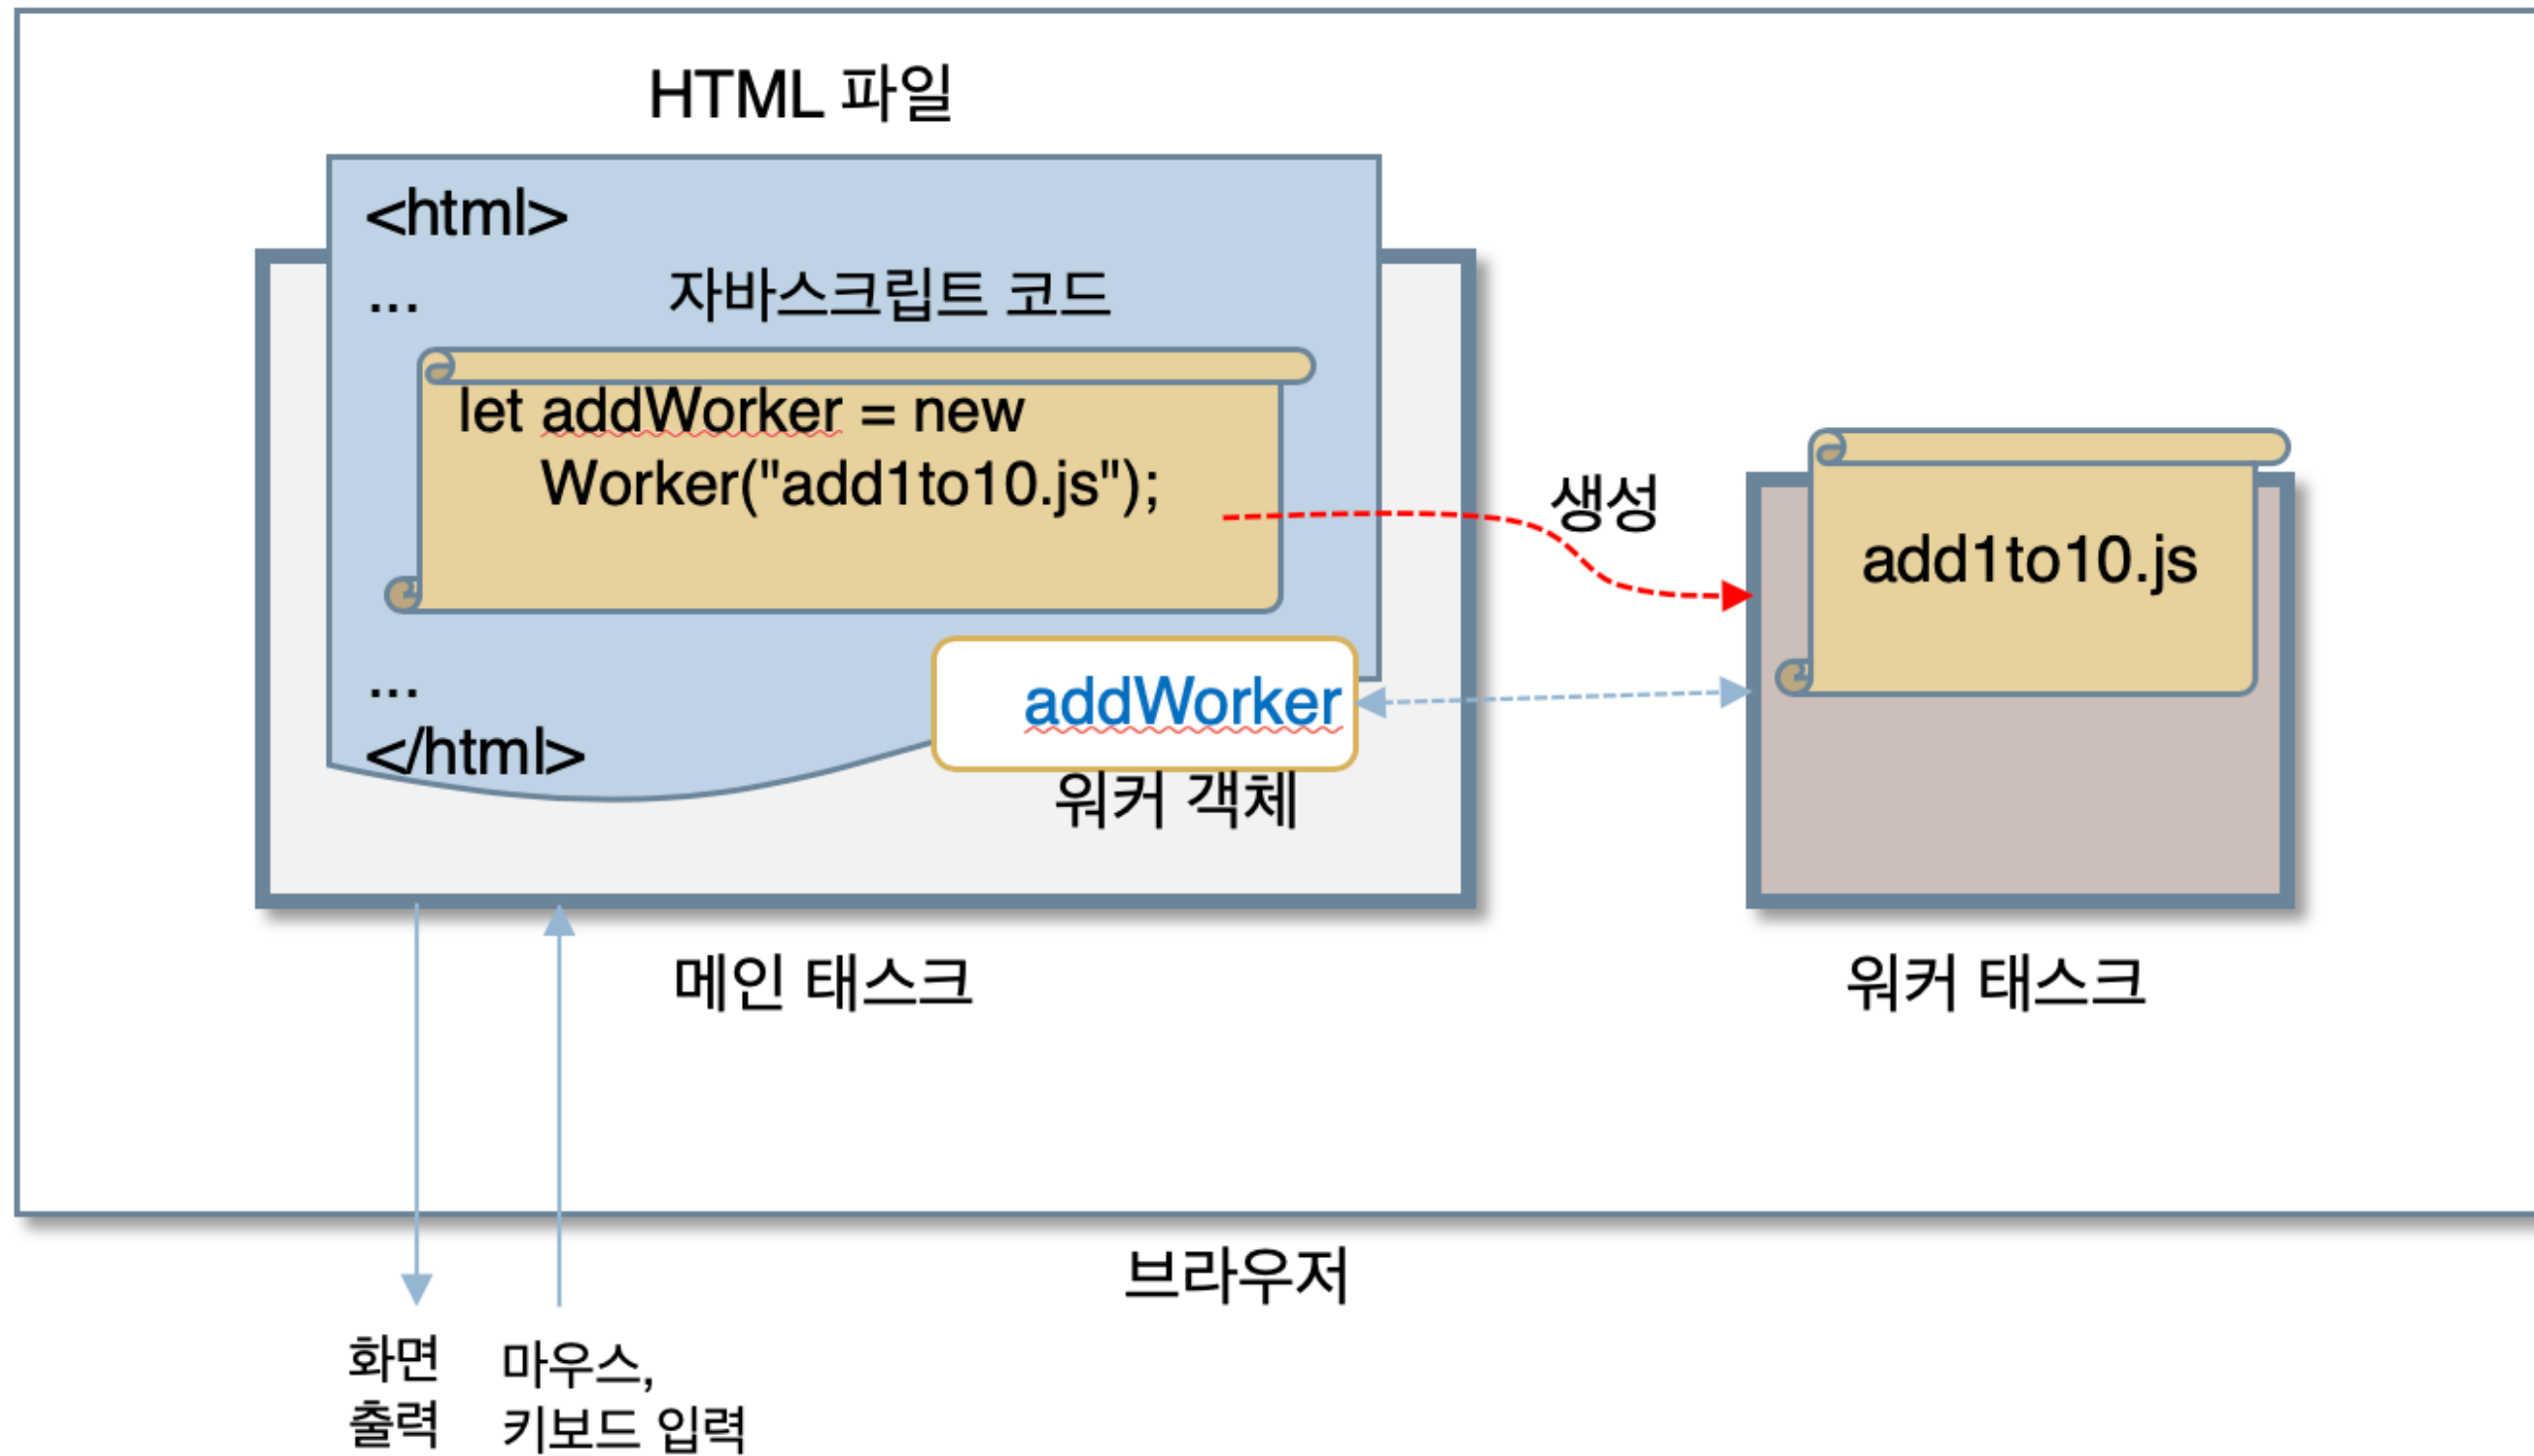 HTML 파일
<html>
...
자바스크립트 코드
let addWorker = new
Worker("add1to10.js");
생성
add1to10.js
...
addWorker
</html>
워커 객체
메인 태스크
워커 태스크
브라우저
화면
출력
마우스,
키보드 입력